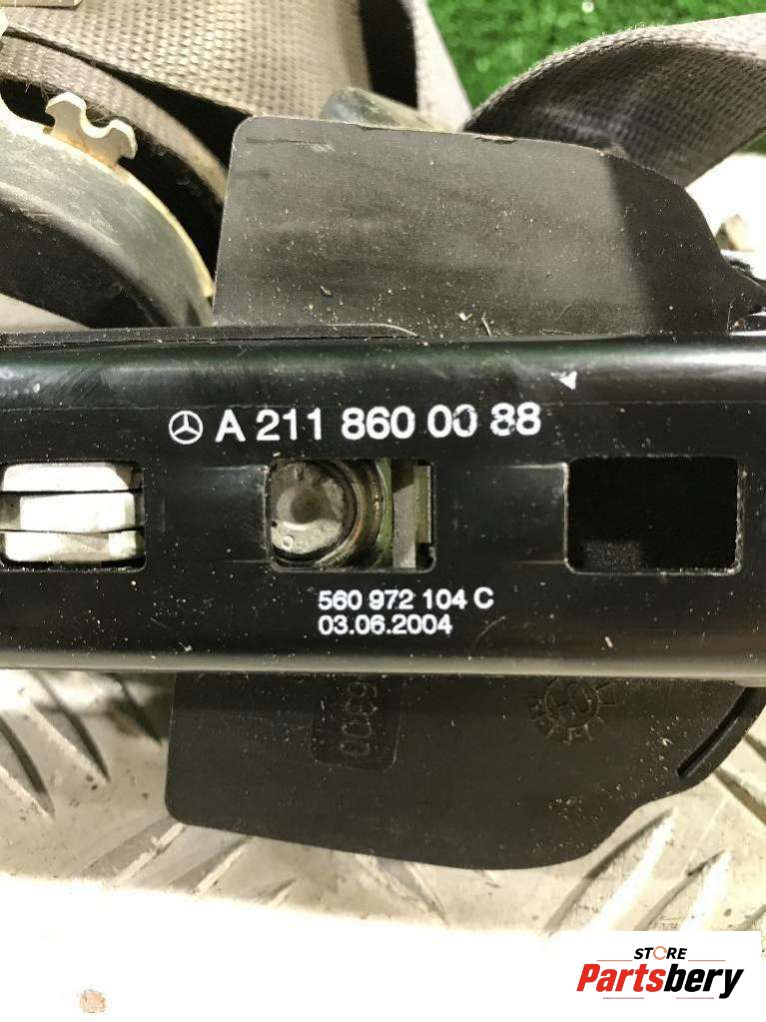 A 211 860 00 88
560 972 104 C
03.06.2004
STORE
Partsbery